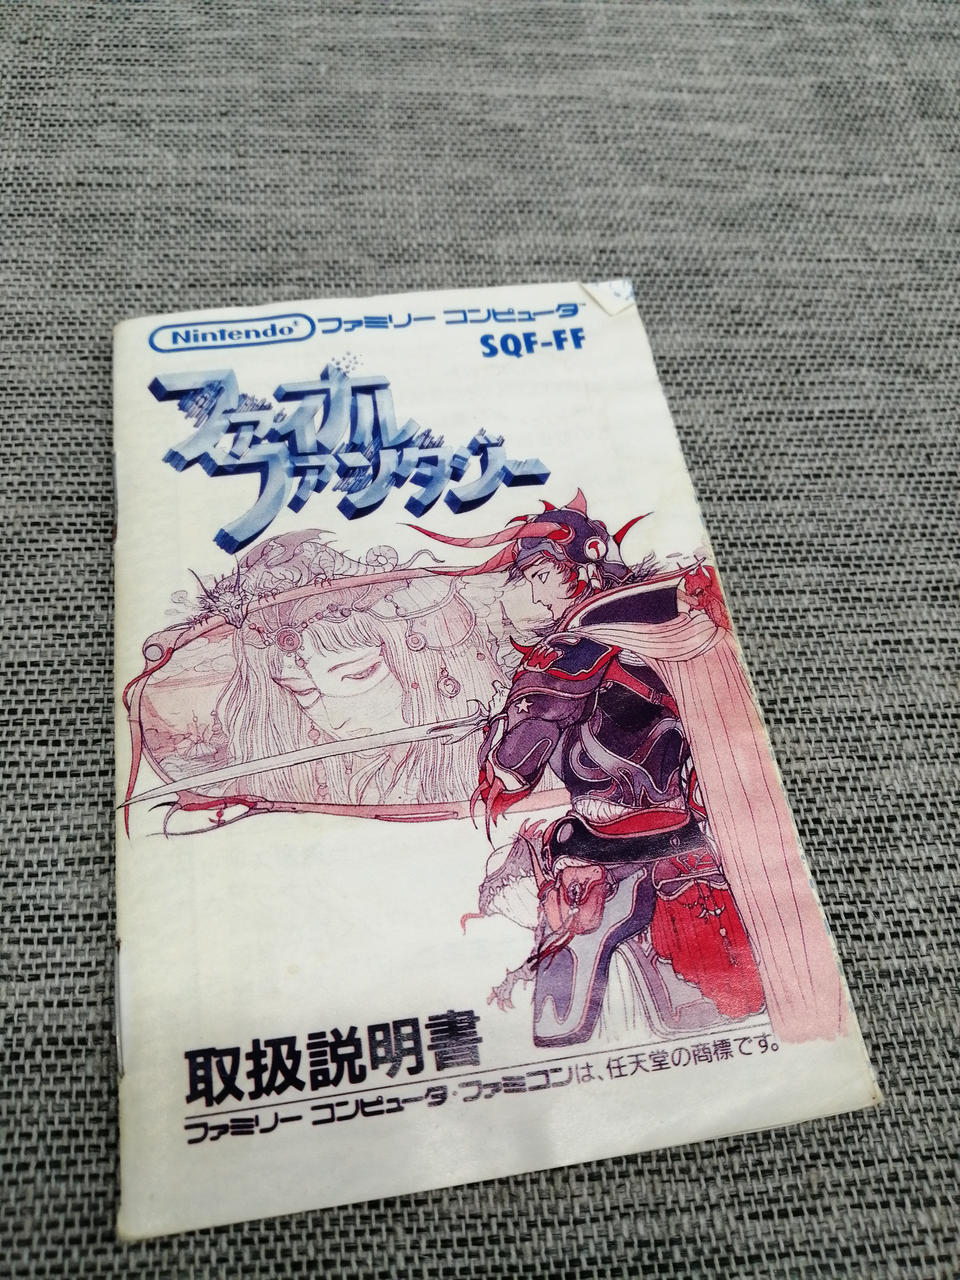 Nintendo® ファミリー コンピュータ™
SQF-FF
ファイナル
ファンタジー
取扱説明書
ファミリー コンピュータ・ファミコンは、任天堂の商標です。